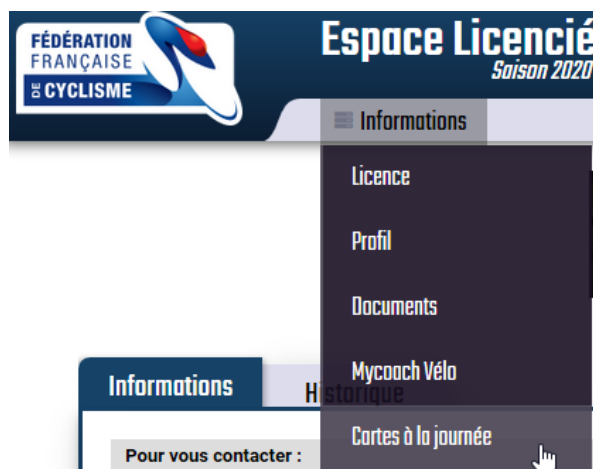 FÉDÉRATION
FRANÇAISE
DE CYCLISME
Espace Licencié
Saison 2020
Informations
Licence
Profil
Documents
Mycoach Vélo
Cartes à la journée
Informations
Historique
Pour vous contacter :